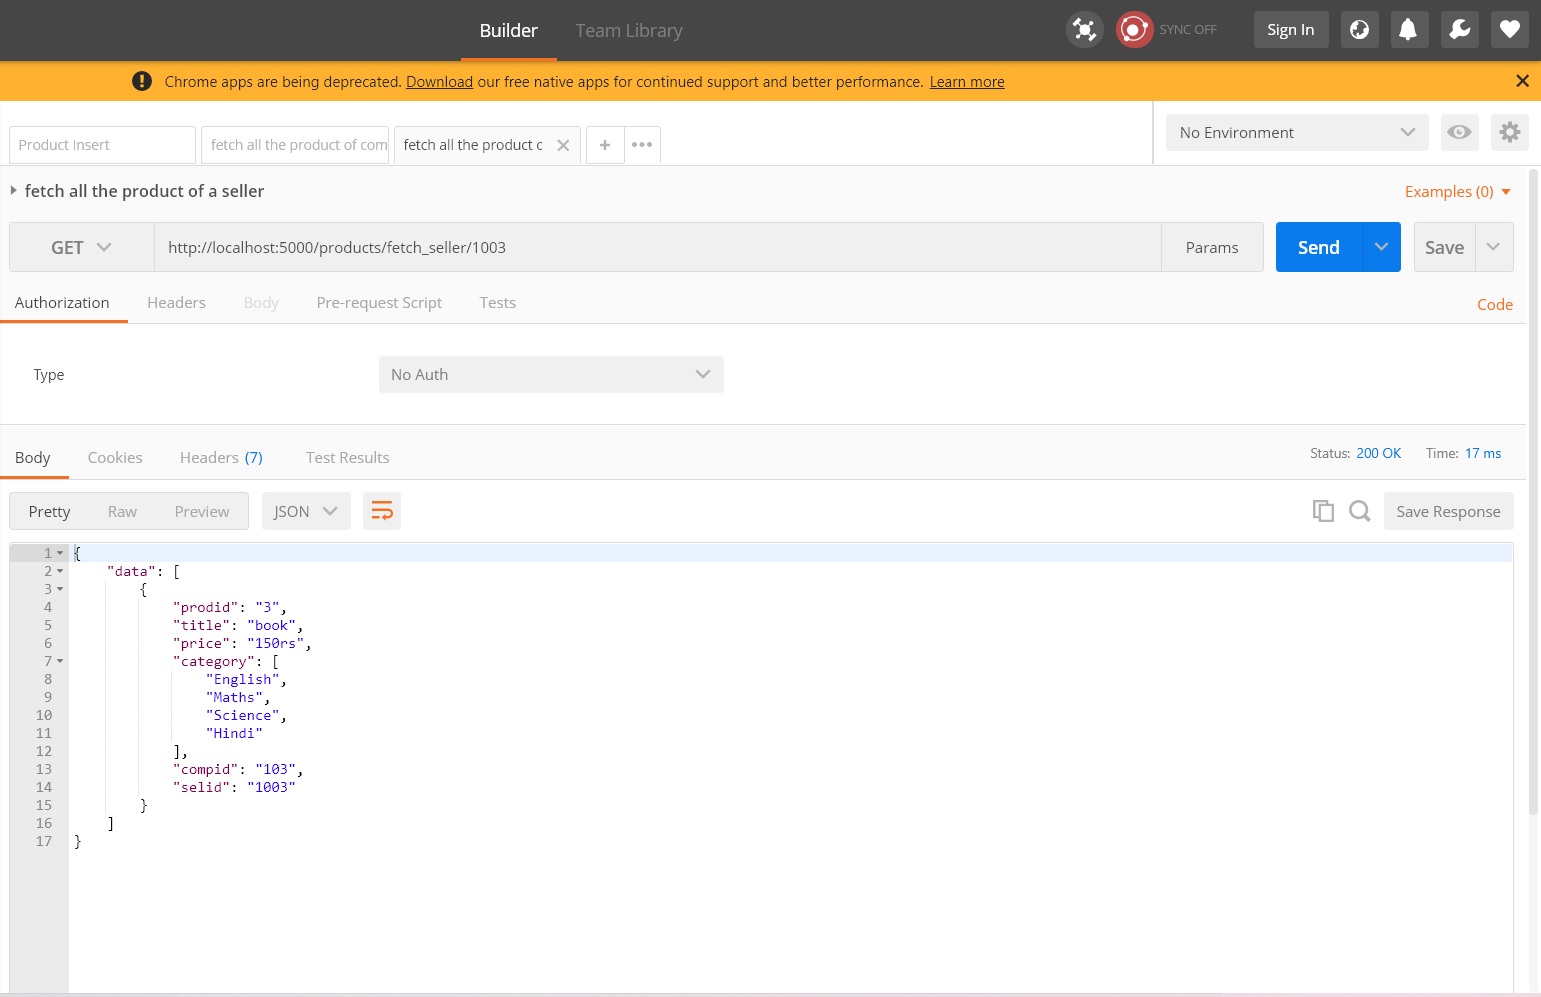 Builder Team Library SYNC OFF Sign In
Chrome apps are being deprecated. Download our free native apps for continued support and better performance. Learn more
Product Insert fetch all the product of com fetch all the product c No Environment
fetch all the product of a seller Examples (0)
GET http://localhost:5000/products/fetch_seller/1003 Params Send Save
Authorization Headers Body Pre-request Script Tests Code
Type No Auth
Body Cookies Headers (7) Test Results Status: 200 OK Time: 17 ms
Pretty Raw Preview JSON Save Response
1 {
2 "data": [
3 {
4 "prodid": "3",
5 "title": "book",
6 "price": "150rs",
7 "category": [
8 "English",
9 "Maths",
10 "Science",
11 "Hindi"
12 ],
13 "compid": "103",
14 "selid": "1003"
15 }
16 ]
17 }